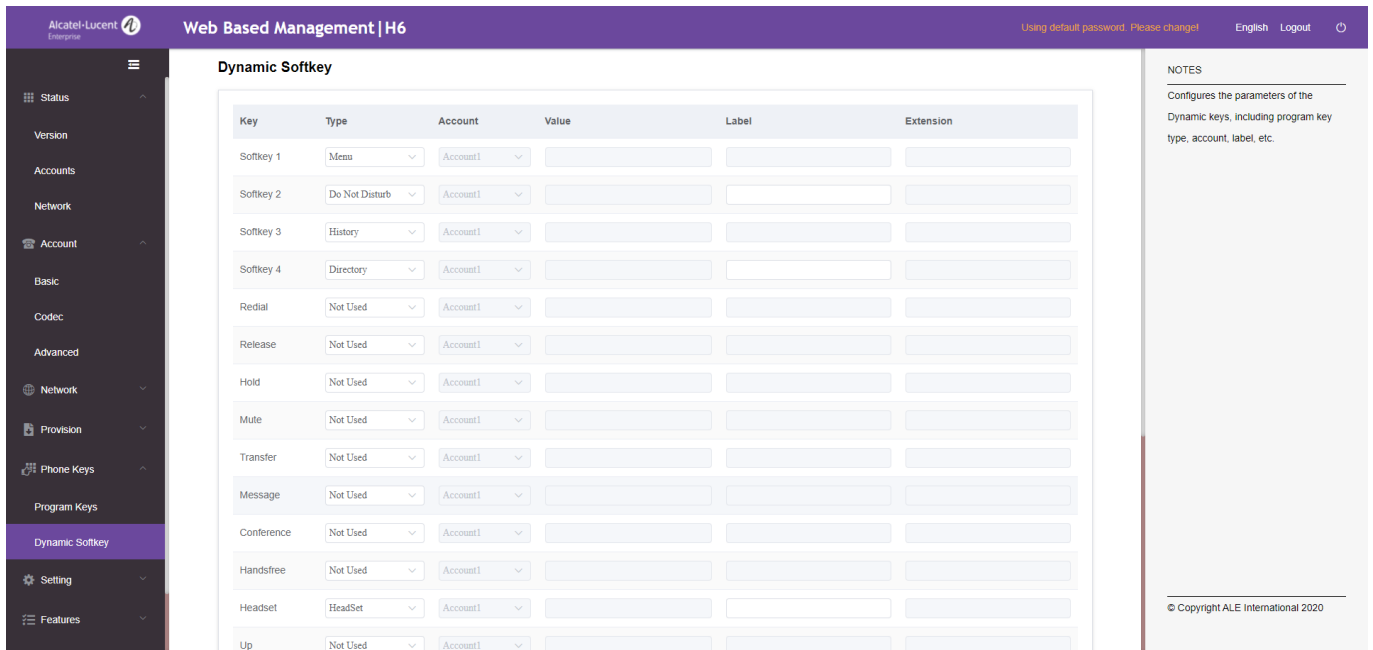 Alcatel·Lucent
Enterprise
Web Based Management|H6
Using default password. Please change!
English Logout
Status
Version
Accounts
Network
Account
Basic
Codec
Advanced
Network
Provision
Phone Keys
Program Keys
Dynamic Softkey
Setting
Features
Dynamic Softkey
Key Type Account Value Label Extension
Softkey 1 Menu Account1
Softkey 2 Do Not Disturb Account1
Softkey 3 History Account1
Softkey 4 Directory Account1
Redial Not Used Account1
Release Not Used Account1
Hold Not Used Account1
Mute Not Used Account1
Transfer Not Used Account1
Message Not Used Account1
Conference Not Used Account1
Handsfree Not Used Account1
Headset HeadSet Account1
Up Not Used Account1
NOTES
Configures the parameters of the
Dynamic keys, including program key
type, account, label, etc.
© Copyright ALE International 2020